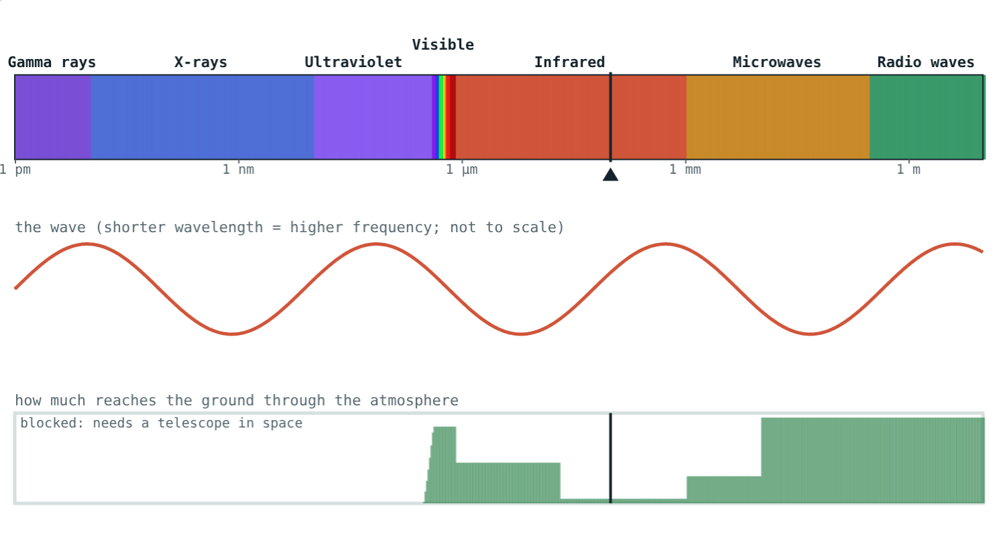 Visible
Gamma rays X-rays Ultraviolet Infrared Microwaves Radio waves
1 pm 1 nm 1 µm 1 mm 1 m
the wave (shorter wavelength = higher frequency; not to scale)
how much reaches the ground through the atmosphere
blocked: needs a telescope in space